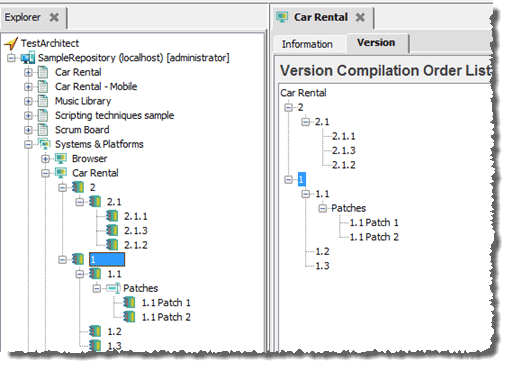 Explorer
TestArchitect
SampleRepository (localhost) [administrator]
Car Rental
Car Rental - Mobile
Music Library
Scripting techniques sample
Scrum Board
Systems & Platforms
Browser
Car Rental
2
2.1
2.1.1
2.1.3
2.1.2
1
1.1
Patches
1.1 Patch 1
1.1 Patch 2
1.2
1.3
Car Rental
Information Version
Version Compilation Order List
Car Rental
2
2.1
2.1.1
2.1.3
2.1.2
1
1.1
Patches
1.1 Patch 1
1.1 Patch 2
1.2
1.3